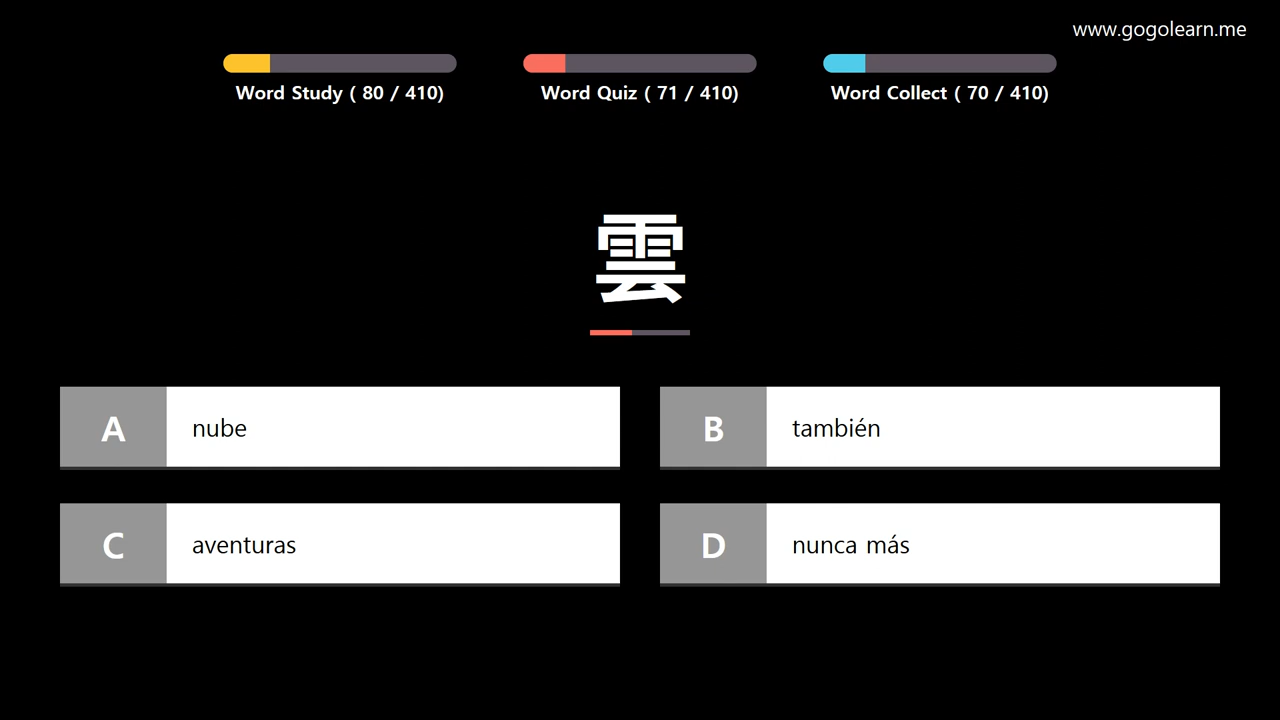 www.gogolearn.me
Word Study ( 80 / 410)
Word Quiz ( 71 / 410)
Word Collect ( 70 / 410)
雲
A nube
B también
C aventuras
D nunca más